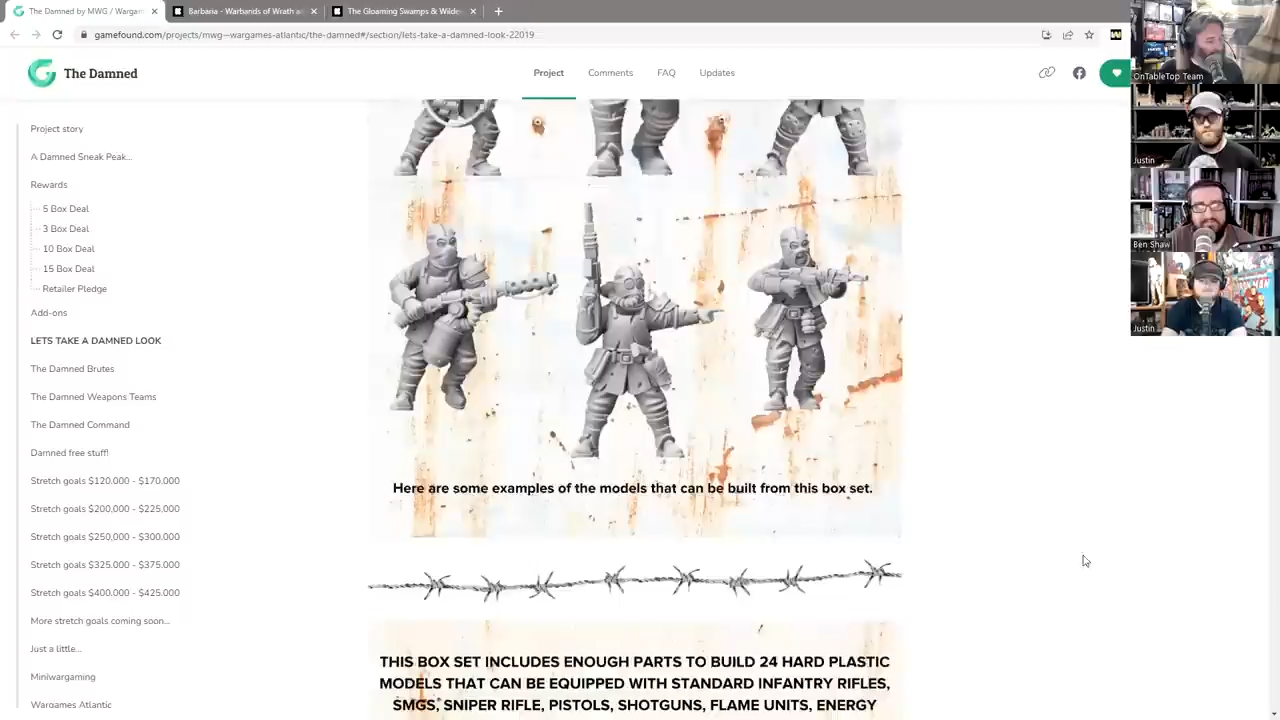 The Damned by MWG / Wargam
Barbaria - Warbands of Wrath a
The Gloaming Swamps & Wilde
gamefound.com/projects/mwg—wargames-atlantic/the-damned#/section/lets-take-a-damned-look-22019
The Damned
Project
Comments
FAQ
Updates
Project story
A Damned Sneak Peak...
Rewards
5 Box Deal
3 Box Deal
10 Box Deal
15 Box Deal
Retailer Pledge
Add-ons
LETS TAKE A DAMNED LOOK
The Damned Brutes
The Damned Weapons Teams
The Damned Command
Damned free stuff!
Stretch goals $120.000 - $170.000
Stretch goals $200,000 - $225,000
Stretch goals $250,000 - $300.000
Stretch goals $325.000 - $375.000
Stretch goals $400.000 - $425.000
More stretch goals coming soon...
Just a little...
Miniwargaming
Wargames Atlantic
Here are some examples of the models that can be built from this box set.
THIS BOX SET INCLUDES ENOUGH PARTS TO BUILD 24 HARD PLASTIC
MODELS THAT CAN BE EQUIPPED WITH STANDARD INFANTRY RIFLES,
SMGS, SNIPER RIFLE, PISTOLS, SHOTGUNS, FLAME UNITS, ENERGY
OnTableTop Team
Justin
Ben Shaw
Justin